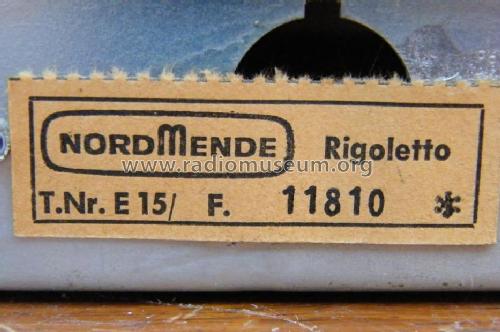 NORDMENDE Rigoletto
www.radiomuseum.org
T.Nr. E 15/ F. 11810 *